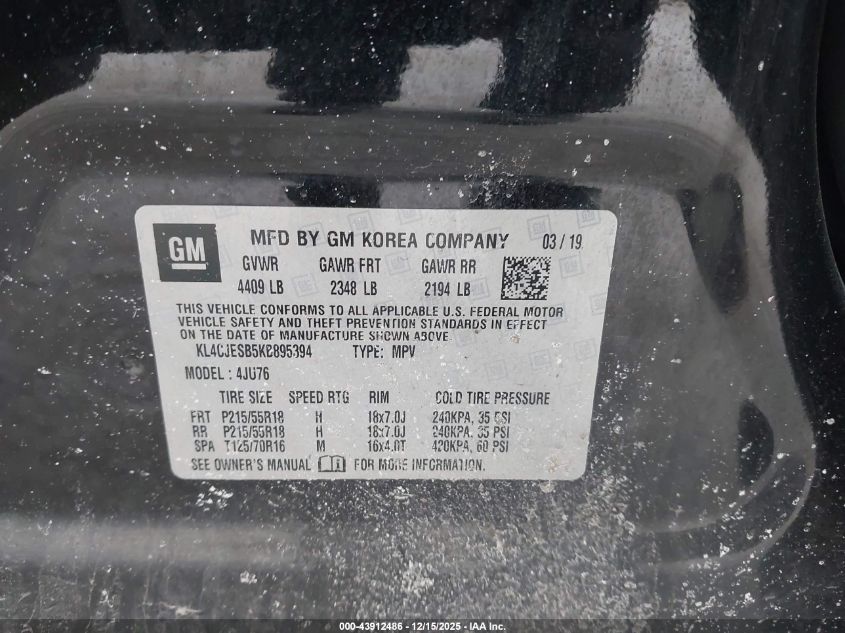 GM MFD BY GM KOREA COMPANY 03 / 19
GVWR GAWR FRT GAWR RR
4409 LB 2348 LB 2194 LB
THIS VEHICLE CONFORMS TO ALL APPLICABLE U.S. FEDERAL MOTOR
VEHICLE SAFETY AND THEFT PREVENTION STANDARDS IN EFFECT
ON THE DATE OF MANUFACTURE SHOWN ABOVE.
KL4CJESB5KB895394 TYPE: MPV
MODEL : 4JU76
TIRE SIZE SPEED RTG RIM COLD TIRE PRESSURE
FRT P215/55R18 H 18x7.0J 240KPA, 35 PSI
RR P215/55R18 H 18x7.0J 240KPA, 35 PSI
SPA T125/70R16 M 16x4.0T 420KPA, 60 PSI
SEE OWNER'S MANUAL FOR MORE INFORMATION.
000-43912486 - 12/15/2025 - IAA Inc.